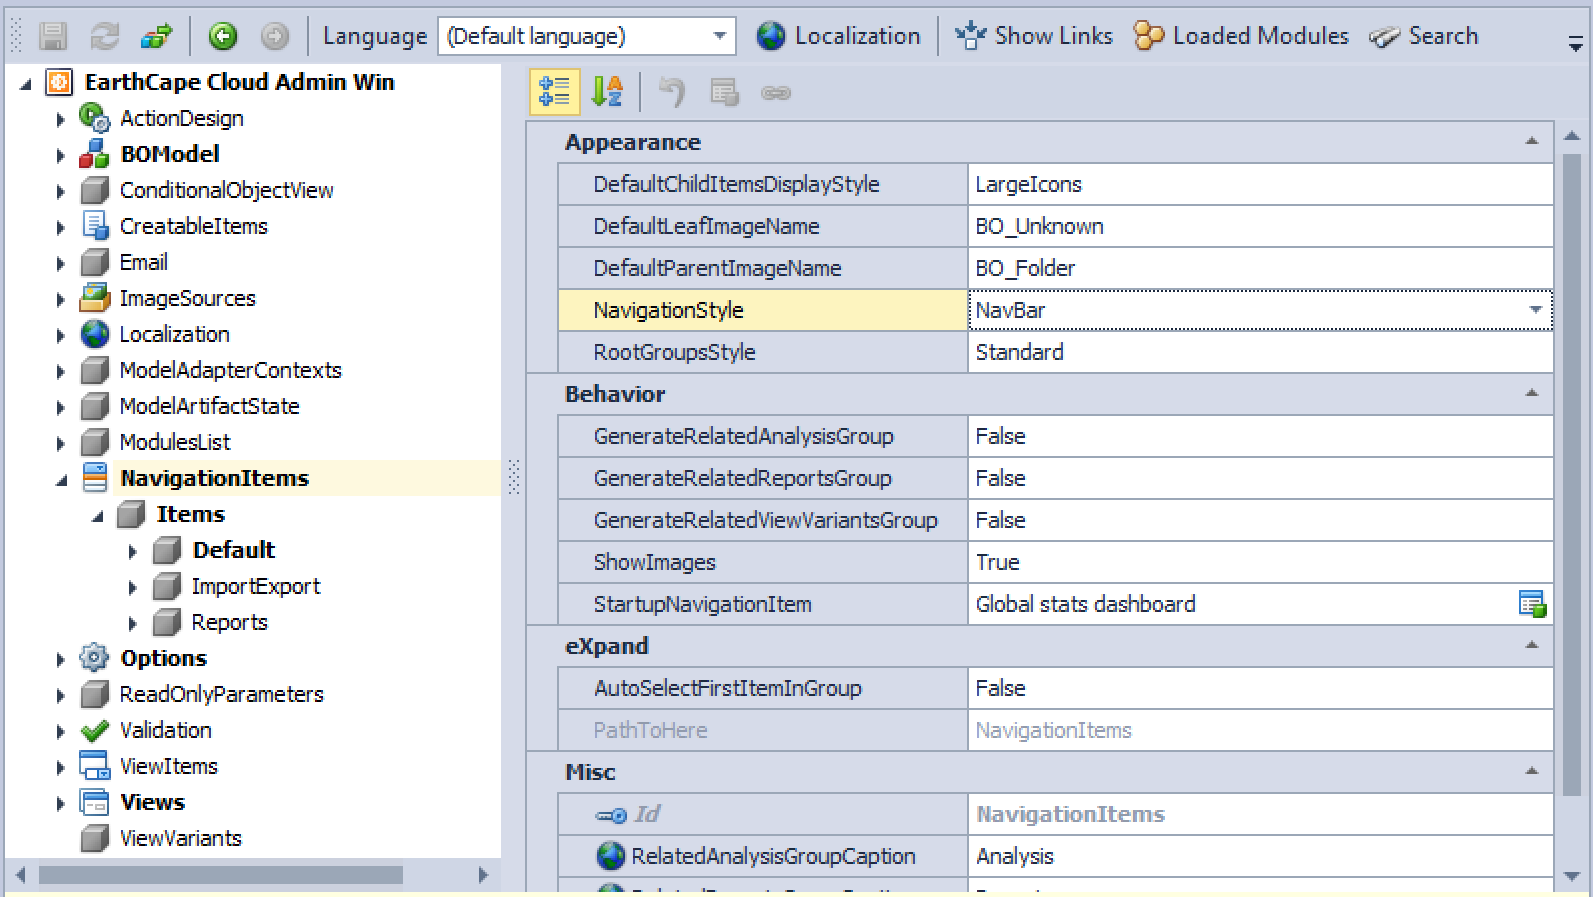 Language (Default language) Localization Show Links Loaded Modules Search
EarthCape Cloud Admin Win
ActionDesign
BOModel
ConditionalObjectView
CreatableItems
Email
ImageSources
Localization
ModelAdapterContexts
ModelArtifactState
ModulesList
NavigationItems
Items
Default
ImportExport
Reports
Options
ReadOnlyParameters
Validation
ViewItems
Views
ViewVariants
Appearance
DefaultChildItemsDisplayStyle LargeIcons
DefaultLeafImageName BO_Unknown
DefaultParentImageName BO_Folder
NavigationStyle NavBar
RootGroupsStyle Standard
Behavior
GenerateRelatedAnalysisGroup False
GenerateRelatedReportsGroup False
GenerateRelatedViewVariantsGroup False
ShowImages True
StartupNavigationItem Global stats dashboard
eXpand
AutoSelectFirstItemInGroup False
PathToHere NavigationItems
Misc
Id NavigationItems
RelatedAnalysisGroupCaption Analysis